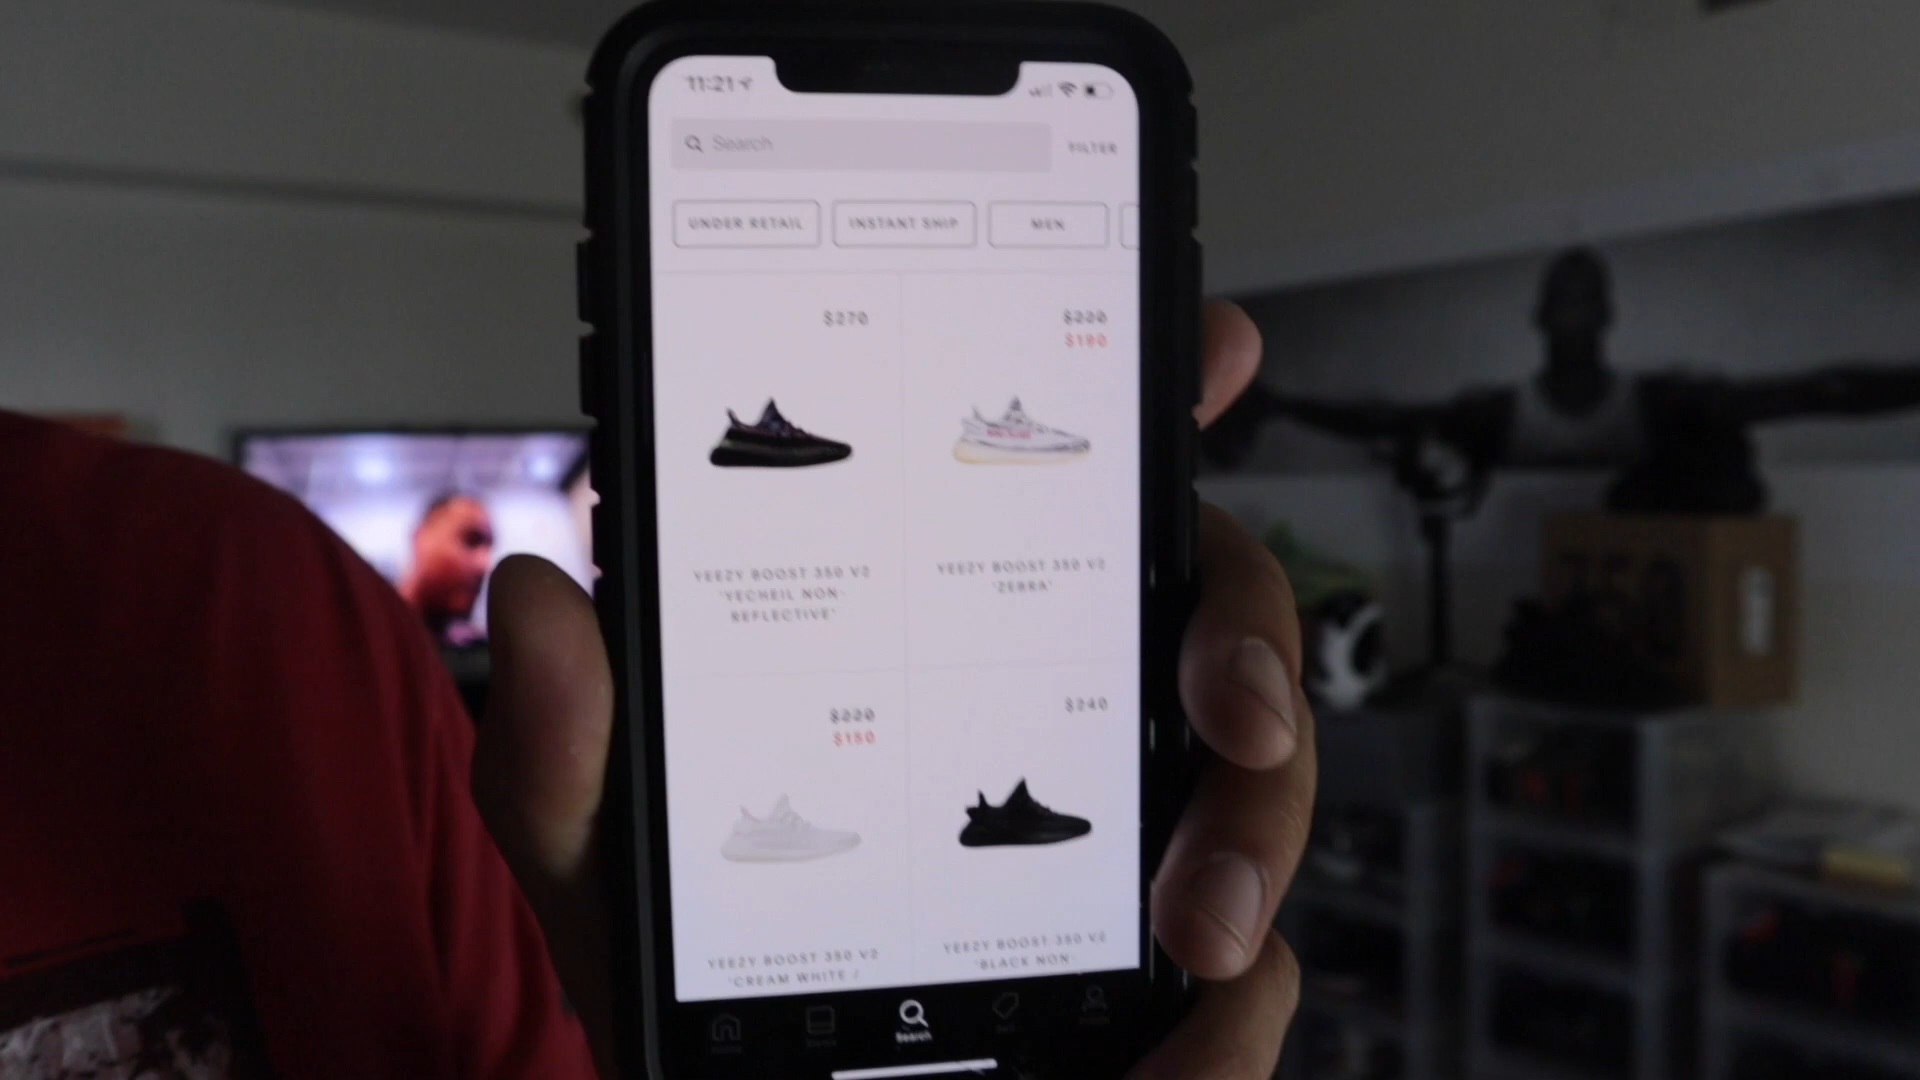 11:21
Search
FILTER
UNDER RETAIL
INSTANT SHIP
MEN
$270
$220
$190
YEEZY BOOST 350 V2
'YECHEIL NON-
REFLECTIVE'
YEEZY BOOST 350 V2
'ZEBRA'
$220
$150
$240
YEEZY BOOST 350 V2
'CREAM WHITE /
YEEZY BOOST 350 V2
'BLACK NON-
Search